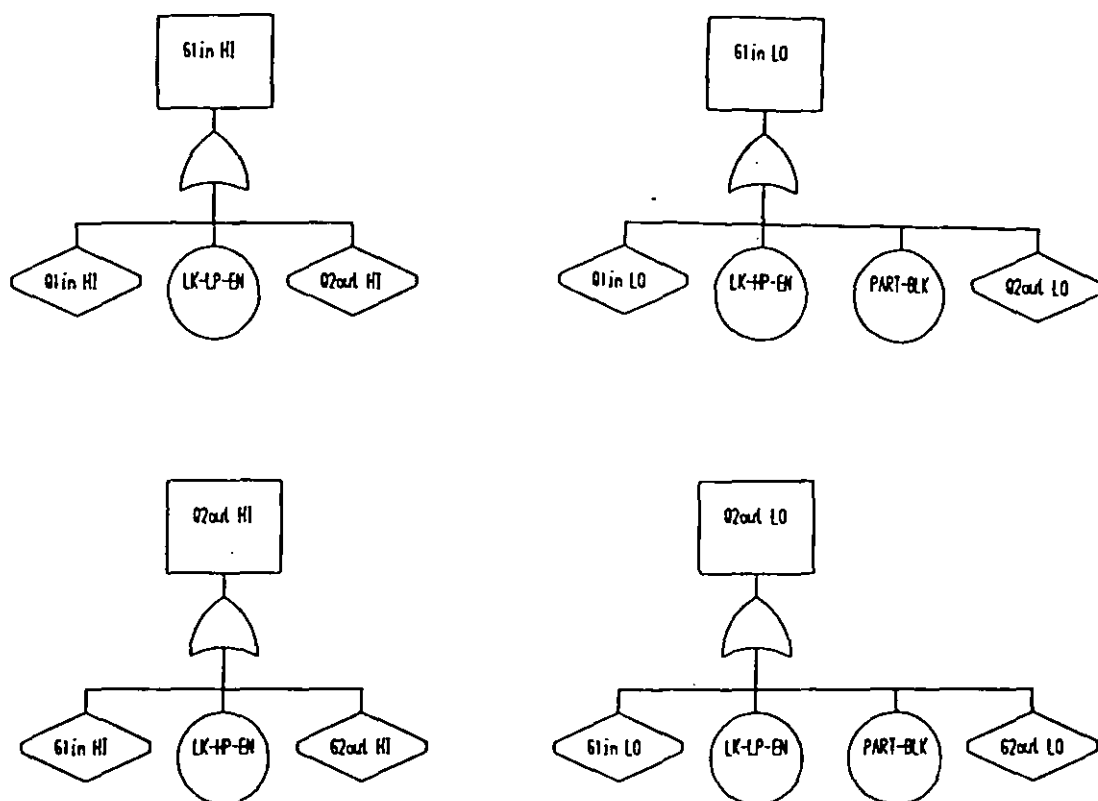 G1in HI
G1in LO
Q1in HI
LK-LP-EN
Q2out HI
Q1in LO
LK-HP-EN
PART-BLK
Q2out LO
Q2out HI
Q2out LO
G1in HI
LK-HP-EN
G2out HI
G1in LO
LK-LP-EN
PART-BLK
G2out LO